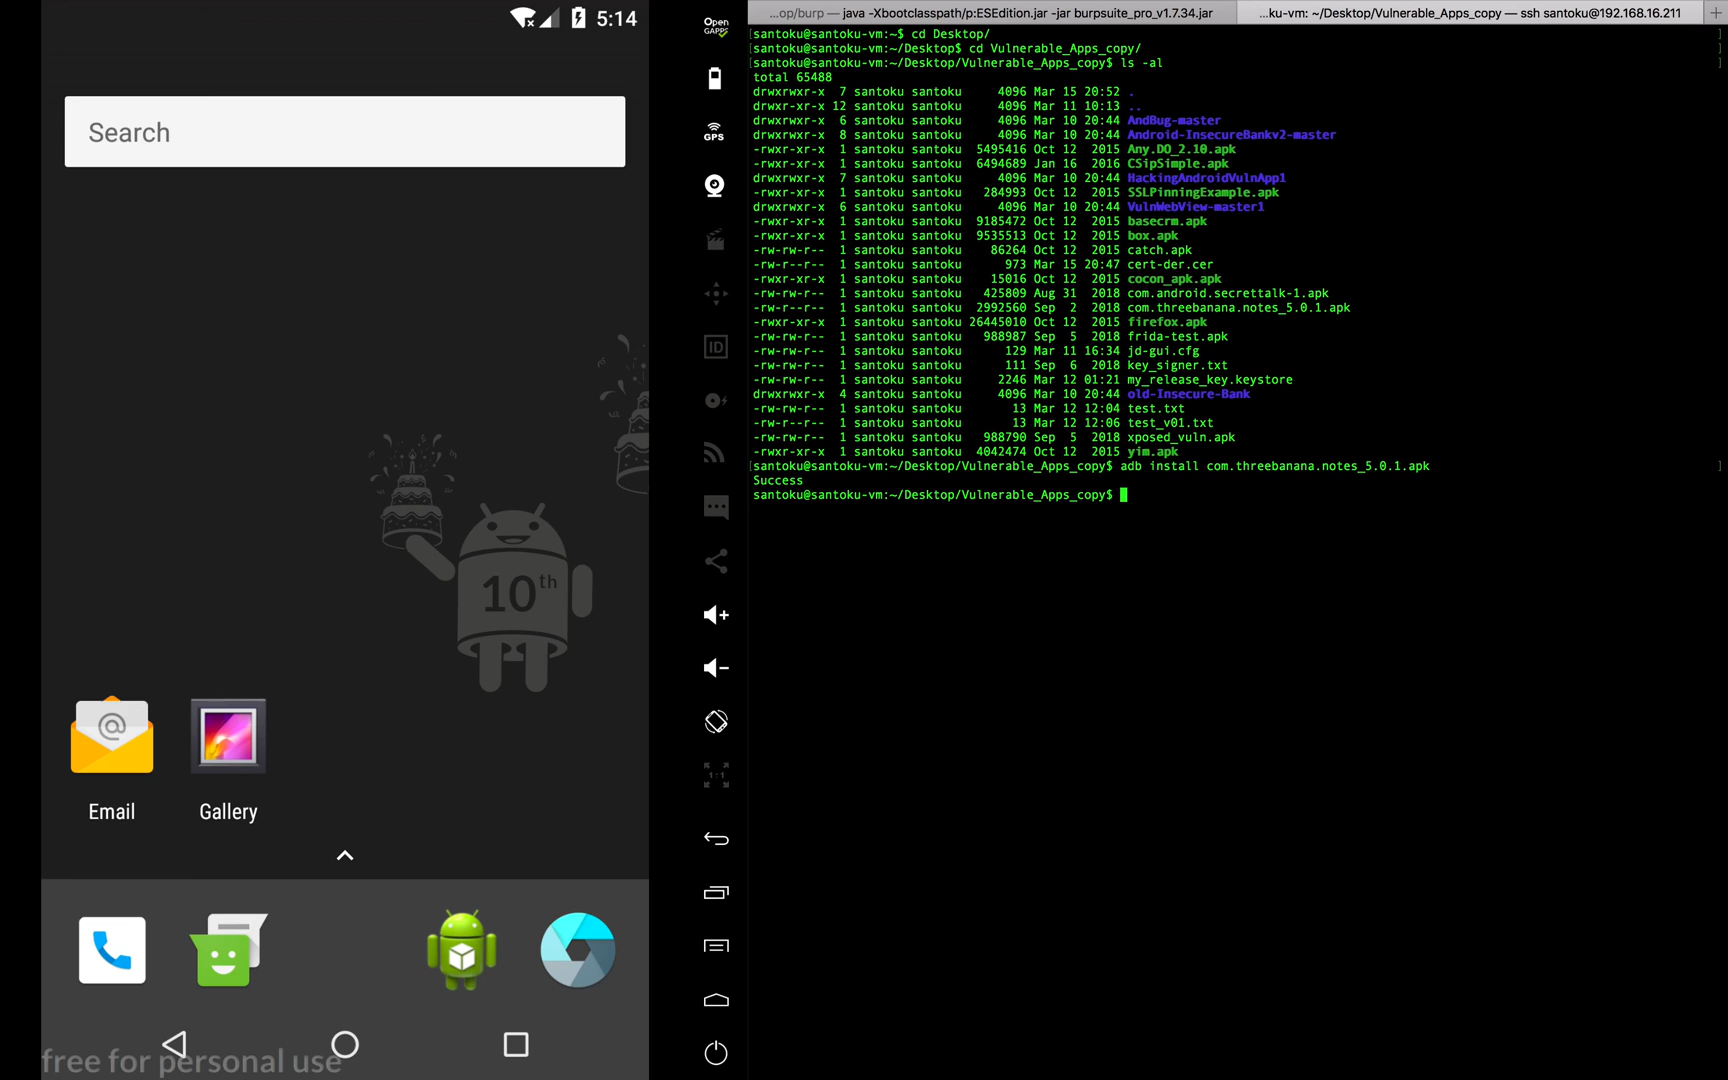 5:14
Search
10th
Email
Gallery
free for personal use
Open
GAPPS
GPS
ID
1:1
...op/burp — java -Xbootclasspath/p:ESEdition.jar -jar burpsuite_pro_v1.7.34.jar
...ku-vm: ~/Desktop/Vulnerable_Apps_copy — ssh santoku@192.168.16.211
+
[santoku@santoku-vm:~$ cd Desktop/ ]
[santoku@santoku-vm:~/Desktop$ cd Vulnerable_Apps_copy/ ]
[santoku@santoku-vm:~/Desktop/Vulnerable_Apps_copy$ ls -al ]
total 65488
drwxrwxr-x 7 santoku santoku 4096 Mar 15 20:52 .
drwxr-xr-x 12 santoku santoku 4096 Mar 11 10:13 ..
drwxrwxr-x 6 santoku santoku 4096 Mar 10 20:44 AndBug-master
drwxrwxr-x 8 santoku santoku 4096 Mar 10 20:44 Android-InsecureBankv2-master
-rwxr-xr-x 1 santoku santoku 5495416 Oct 12 2015 Any.DO_2.10.apk
-rwxr-xr-x 1 santoku santoku 6494689 Jan 16 2016 CSipSimple.apk
drwxrwxr-x 7 santoku santoku 4096 Mar 10 20:44 HackingAndroidVulnApp1
-rwxr-xr-x 1 santoku santoku 284993 Oct 12 2015 SSLPinningExample.apk
drwxrwxr-x 6 santoku santoku 4096 Mar 10 20:44 VulnWebView-master1
-rwxr-xr-x 1 santoku santoku 9185472 Oct 12 2015 basecrm.apk
-rwxr-xr-x 1 santoku santoku 9535513 Oct 12 2015 box.apk
-rw-rw-r-- 1 santoku santoku 86264 Oct 12 2015 catch.apk
-rw-r--r-- 1 santoku santoku 973 Mar 15 20:47 cert-der.cer
-rwxr-xr-x 1 santoku santoku 15016 Oct 12 2015 cocon_apk.apk
-rw-rw-r-- 1 santoku santoku 425809 Aug 31 2018 com.android.secrettalk-1.apk
-rw-rw-r-- 1 santoku santoku 2992560 Sep 2 2018 com.threebanana.notes_5.0.1.apk
-rwxr-xr-x 1 santoku santoku 26445010 Oct 12 2015 firefox.apk
-rw-rw-r-- 1 santoku santoku 988987 Sep 5 2018 frida-test.apk
-rw-rw-r-- 1 santoku santoku 129 Mar 11 16:34 jd-gui.cfg
-rw-rw-r-- 1 santoku santoku 111 Sep 6 2018 key_signer.txt
-rw-rw-r-- 1 santoku santoku 2246 Mar 12 01:21 my_release_key.keystore
drwxrwxr-x 4 santoku santoku 4096 Mar 10 20:44 old-Insecure-Bank
-rw-rw-r-- 1 santoku santoku 13 Mar 12 12:04 test.txt
-rw-r--r-- 1 santoku santoku 13 Mar 12 12:06 test_v01.txt
-rw-rw-r-- 1 santoku santoku 988790 Sep 5 2018 xposed_vuln.apk
-rwxr-xr-x 1 santoku santoku 4042474 Oct 12 2015 yim.apk
[santoku@santoku-vm:~/Desktop/Vulnerable_Apps_copy$ adb install com.threebanana.notes_5.0.1.apk ]
Success
santoku@santoku-vm:~/Desktop/Vulnerable_Apps_copy$